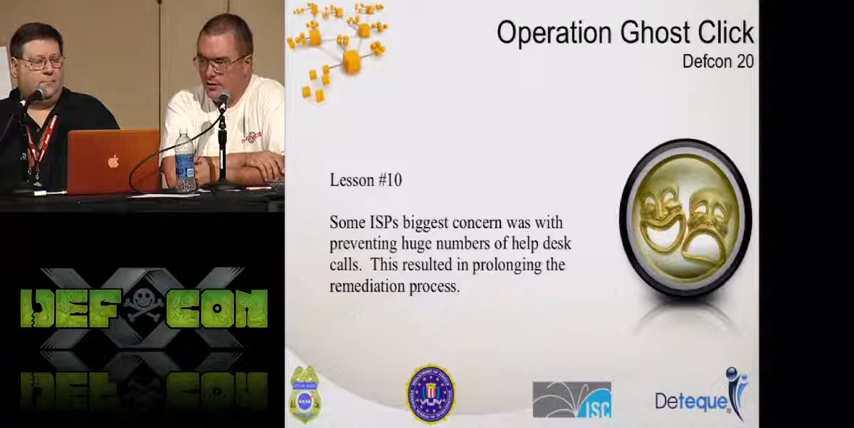 Operation Ghost Click
Defcon 20
Lesson #10
Some ISPs biggest concern was with
preventing huge numbers of help desk
calls. This resulted in prolonging the
remediation process.
DEF CON
ISC
Deteque